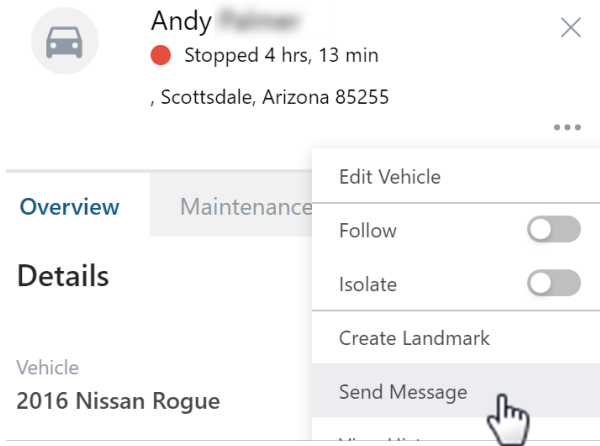 Andy
Stopped 4 hrs, 13 min
, Scottsdale, Arizona 85255
Edit Vehicle
Overview
Maintenance
Follow
Details
Isolate
Create Landmark
Vehicle
Send Message
2016 Nissan Rogue